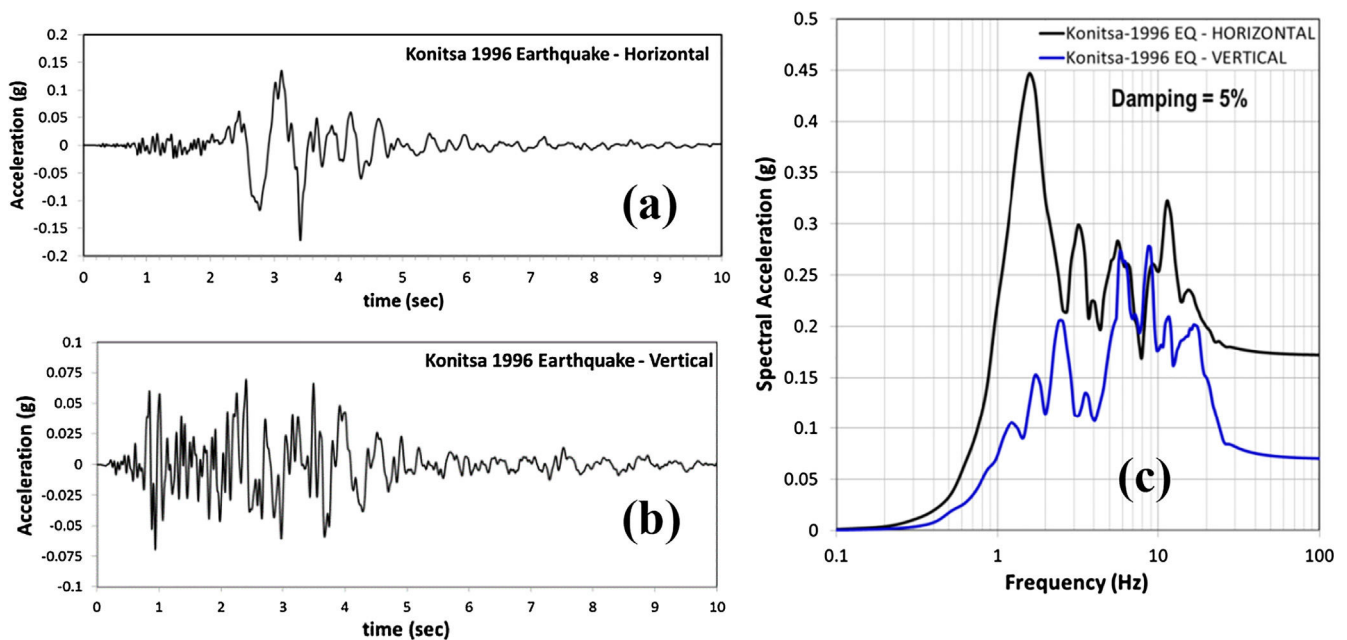 Konitsa 1996 Earthquake - Horizontal
Acceleration (g)
0.2
0.15
0.1
0.05
0
-0.05
-0.1
-0.15
-0.2
0 1 2 3 4 5 6 7 8 9 10
time (sec)
(a)
Konitsa 1996 Earthquake - Vertical
Acceleration (g)
0.1
0.075
0.05
0.025
0
-0.025
-0.05
-0.075
-0.1
0 1 2 3 4 5 6 7 8 9 10
time (sec)
(b)
Konitsa-1996 EQ - HORIZONTAL
Konitsa-1996 EQ - VERTICAL
Damping = 5%
Spectral Acceleration (g)
0.5
0.45
0.4
0.35
0.3
0.25
0.2
0.15
0.1
0.05
0
0.1 1 10 100
Frequency (Hz)
(c)